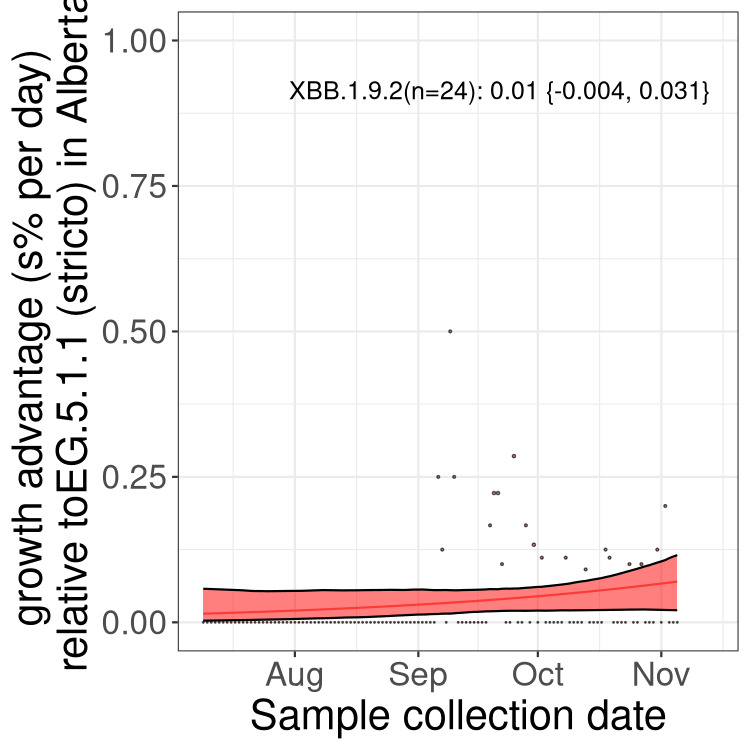 growth advantage (s% per day)
relative toEG.5.1.1 (stricto) in Alberta
1.00
XBB.1.9.2(n=24): 0.01 {-0.004, 0.031}
0.75
0.50
0.25
0.00
Aug Sep Oct Nov
Sample collection date